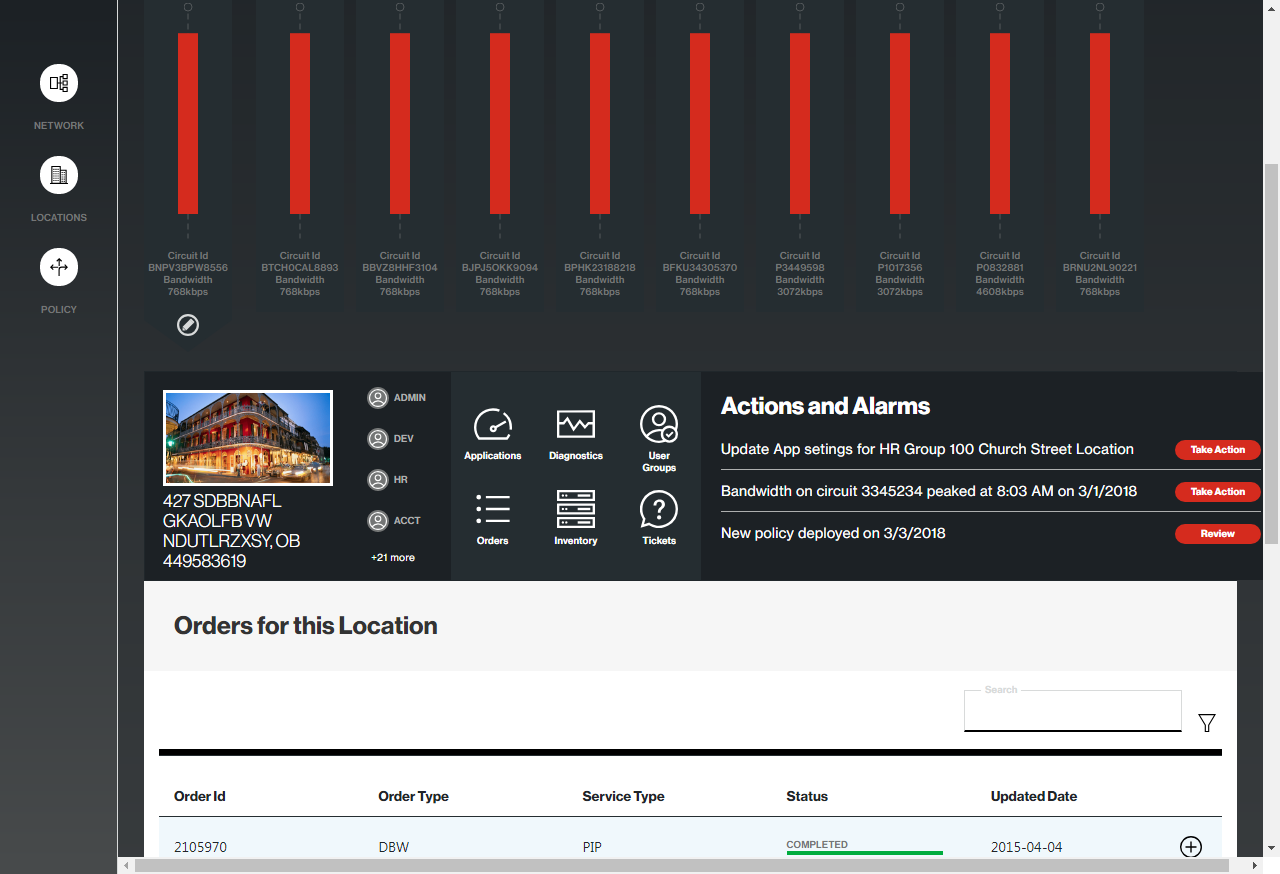 NETWORK
LOCATIONS
POLICY
Circuit Id
BNPV3BPW8556
Bandwidth
768kbps
Circuit Id
BTCH0CAL8893
Bandwidth
768kbps
Circuit Id
BBVZ8HHF3104
Bandwidth
768kbps
Circuit Id
BJPJ5OKK9094
Bandwidth
768kbps
Circuit Id
BPHK23188218
Bandwidth
768kbps
Circuit Id
BFKU34305370
Bandwidth
768kbps
Circuit Id
P3449598
Bandwidth
3072kbps
Circuit Id
P1017356
Bandwidth
3072kbps
Circuit Id
P0832881
Bandwidth
4608kbps
Circuit Id
BRNU2NL90221
Bandwidth
768kbps
427 SDBBNAFL
GKAOLFB VW
NDUTLRZXSY, OB
449583619
ADMIN
DEV
HR
ACCT
+21 more
Applications
Diagnostics
User
Groups
Orders
Inventory
Tickets
Actions and Alarms
Update App setings for HR Group 100 Church Street Location
Take Action
Bandwidth on circuit 3345234 peaked at 8:03 AM on 3/1/2018
Take Action
New policy deployed on 3/3/2018
Review
Orders for this Location
Search
Order Id Order Type Service Type Status Updated Date
2105970 DBW PIP COMPLETED 2015-04-04